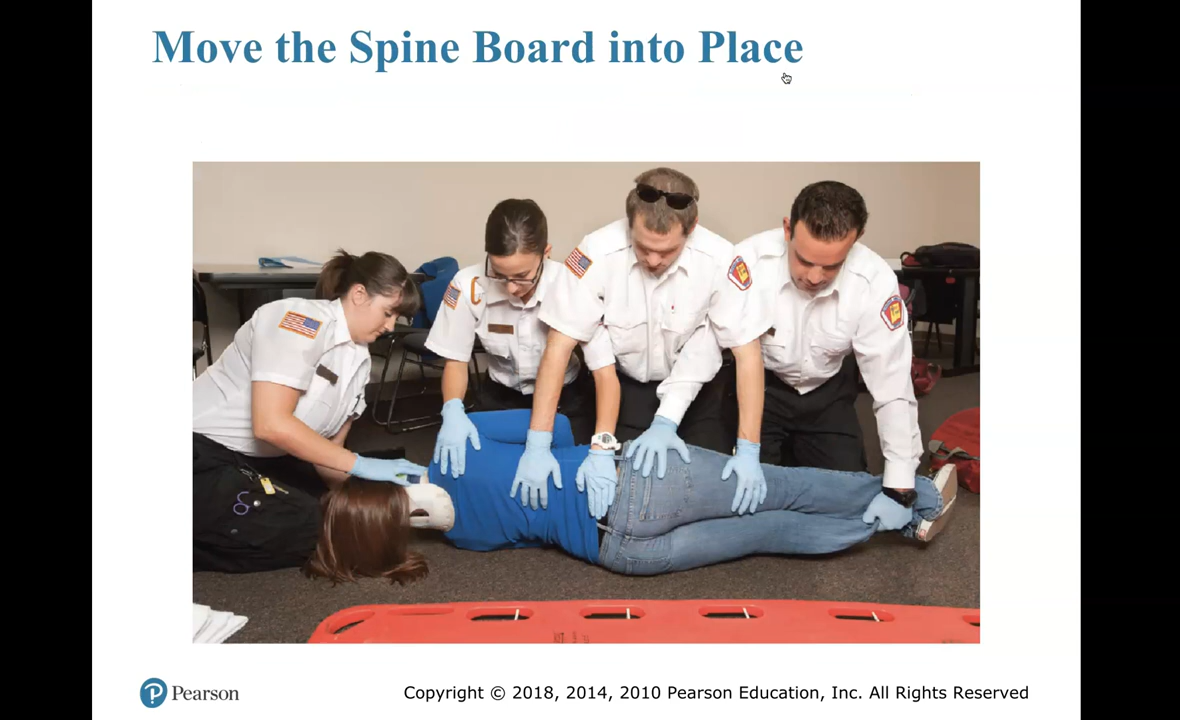 Move the Spine Board into Place
Pearson
Copyright © 2018, 2014, 2010 Pearson Education, Inc. All Rights Reserved